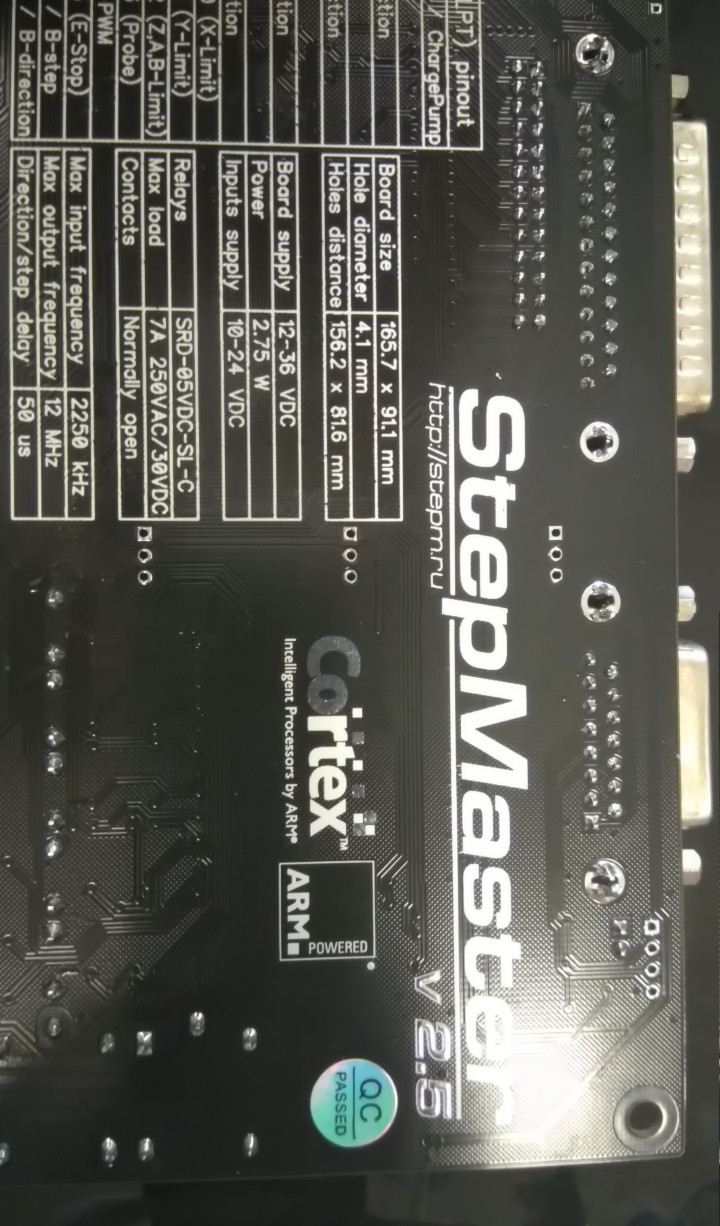 StepMaster
v 2.5
http://stepm.ru
LPT) pinout
ChargePump
ction
ction
ction
ction
(X-Limit)
(Y-Limit)
(Z,A,B-Limit)
(Probe)
PWM
(E-Stop)
/ B-step
/ B-direction
Board size 165.7 x 91.1 mm
Hole diameter 4.1 mm
Holes distance 156.2 x 81.6 mm
Board supply 12-36 VDC
Power 2.75 W
Inputs supply 10-24 VDC
Relays SRD-05VDC-SL-C
Max load 7A 250VAC/30VDC
Contacts Normally open
Max input frequency 2250 kHz
Max output frequency 12 MHz
Direction/step delay 50 us
Cortex™
Intelligent Processors by ARM®
ARM
POWERED
QC
PASSED